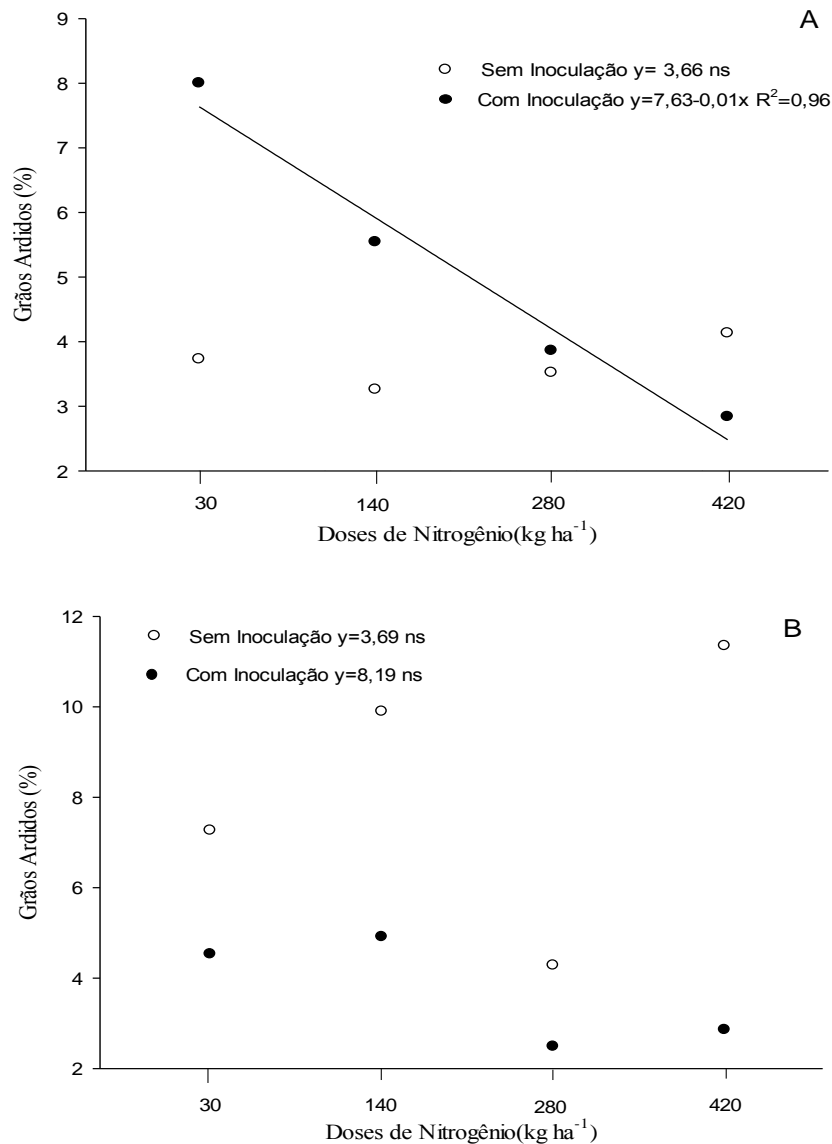 A
9
8
7
6
5
4
3
2
Grãos Ardidos (%)
Sem Inoculação y= 3,66 ns
Com Inoculação y=7,63-0,01x R²=0,96
30 140 280 420
Doses de Nitrogênio(kg ha⁻¹)
B
12
10
8
6
4
2
Grãos Ardidos (%)
Sem Inoculação y=3,69 ns
Com Inoculação y=8,19 ns
30 140 280 420
Doses de Nitrogênio(kg ha⁻¹)